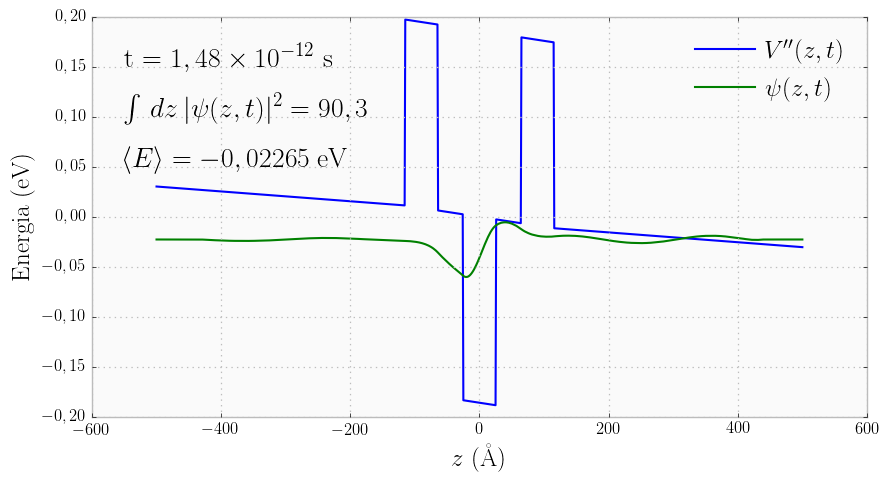 t = 1,48 × 10⁻¹² s
∫ dz |ψ(z,t)|² = 90,3
⟨E⟩ = −0,02265 eV
V′′(z,t)
ψ(z,t)
Energia (eV)
0,20
0,15
0,10
0,05
0,00
−0,05
−0,10
−0,15
−0,20
−600 −400 −200 0 200 400 600
z (Å)